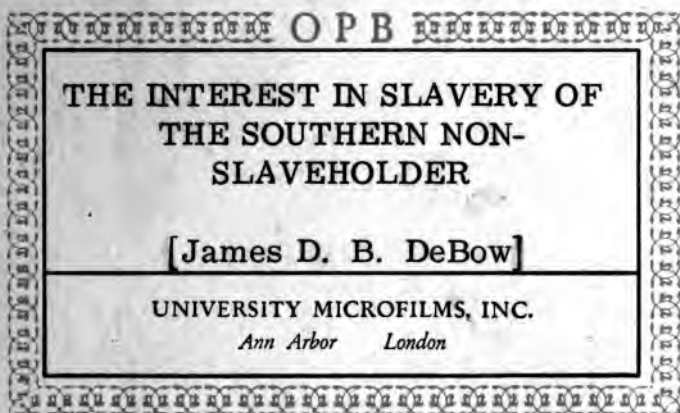 OPB
THE INTEREST IN SLAVERY OF
THE SOUTHERN NON-
SLAVEHOLDER
[James D. B. DeBow]
UNIVERSITY MICROFILMS, INC.
Ann Arbor London